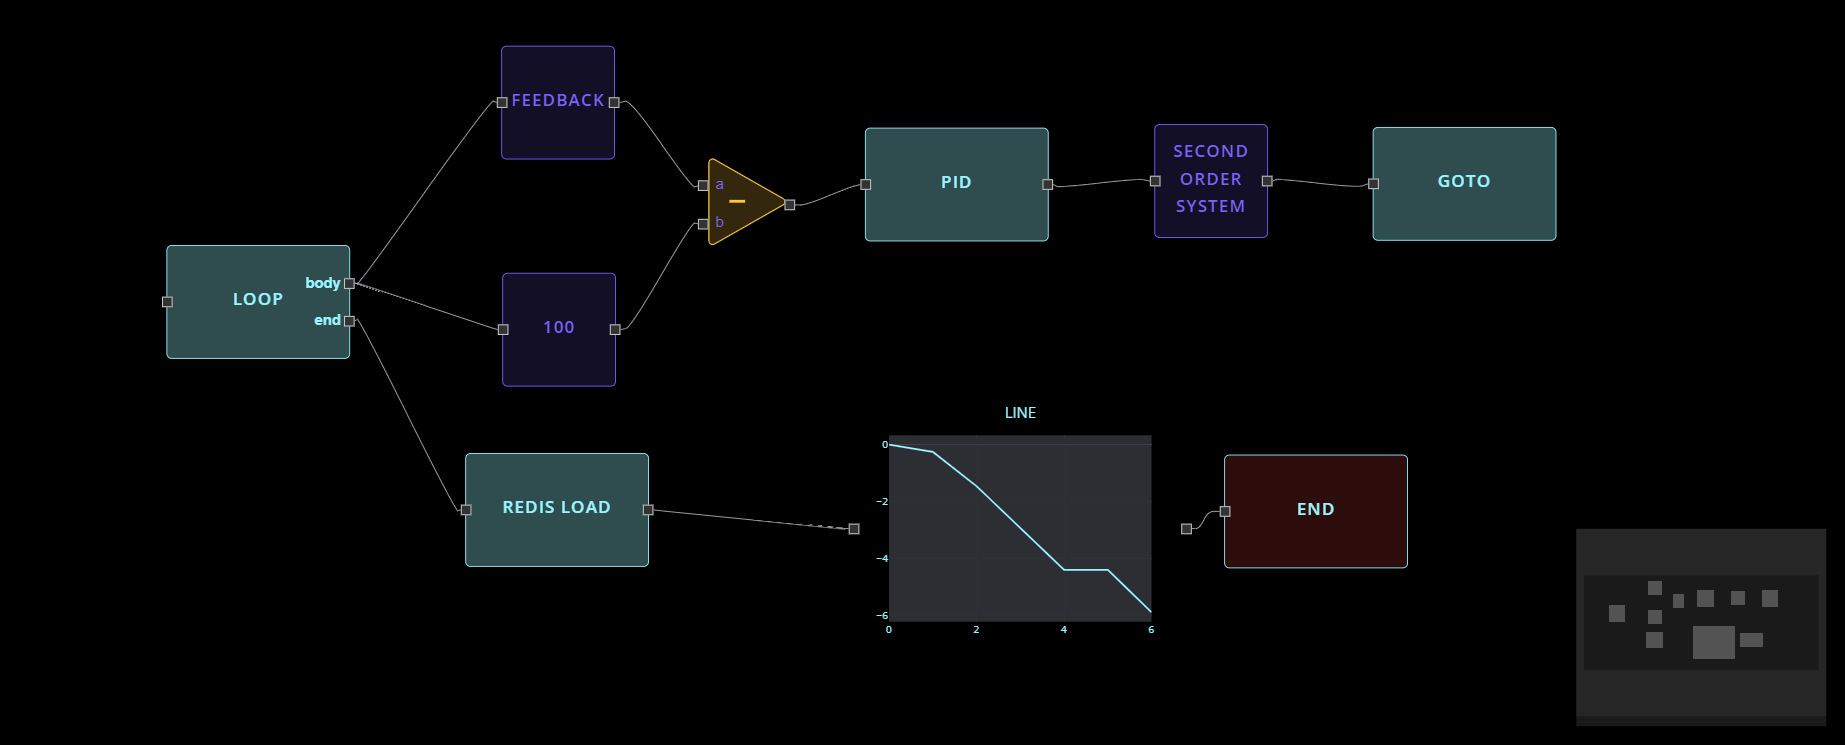 FEEDBACK
a
−
b
PID
SECOND
ORDER
SYSTEM
GOTO
LOOP
body
end
100
LINE
0
−2
−4
−6
0 2 4 6
REDIS LOAD
END